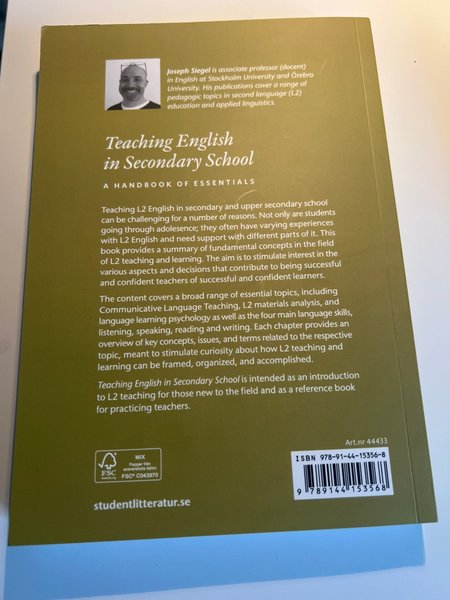 Joseph Siegel is associate professor (docent)
in English at Stockholm University and Örebro
University. His publications cover a range of
pedagogic topics in second language (L2)
education and applied linguistics.
Teaching English
in Secondary School
A HANDBOOK OF ESSENTIALS
Teaching L2 English in secondary and upper secondary school
can be challenging for a number of reasons. Not only are students
going through adolesence; they often have varying experiences
with L2 English and need support with different parts of it. This
book provides a summary of fundamental concepts in the field
of L2 teaching and learning. The aim is to stimulate interest in the
various aspects and decisions that contribute to being successful
and confident teachers of successful and confident learners.
The content covers a broad range of essential topics, including
Communicative Language Teaching, L2 materials analysis, and
language learning psychology as well as the four main language skills,
listening, speaking, reading and writing. Each chapter provides an
overview of key concepts, issues, and terms related to the respective
topic, meant to stimulate curiosity about how L2 teaching and
learning can be framed, organized, and accomplished.
Teaching English in Secondary School is intended as an introduction
to L2 teaching for those new to the field and as a reference book
for practicing teachers.
Art.nr 44433
ISBN 978-91-44-15356-8
9 789144 153568
FSC
MIX
Papper från
ansvarsfulla källor
FSC® C043970
studentlitteratur.se